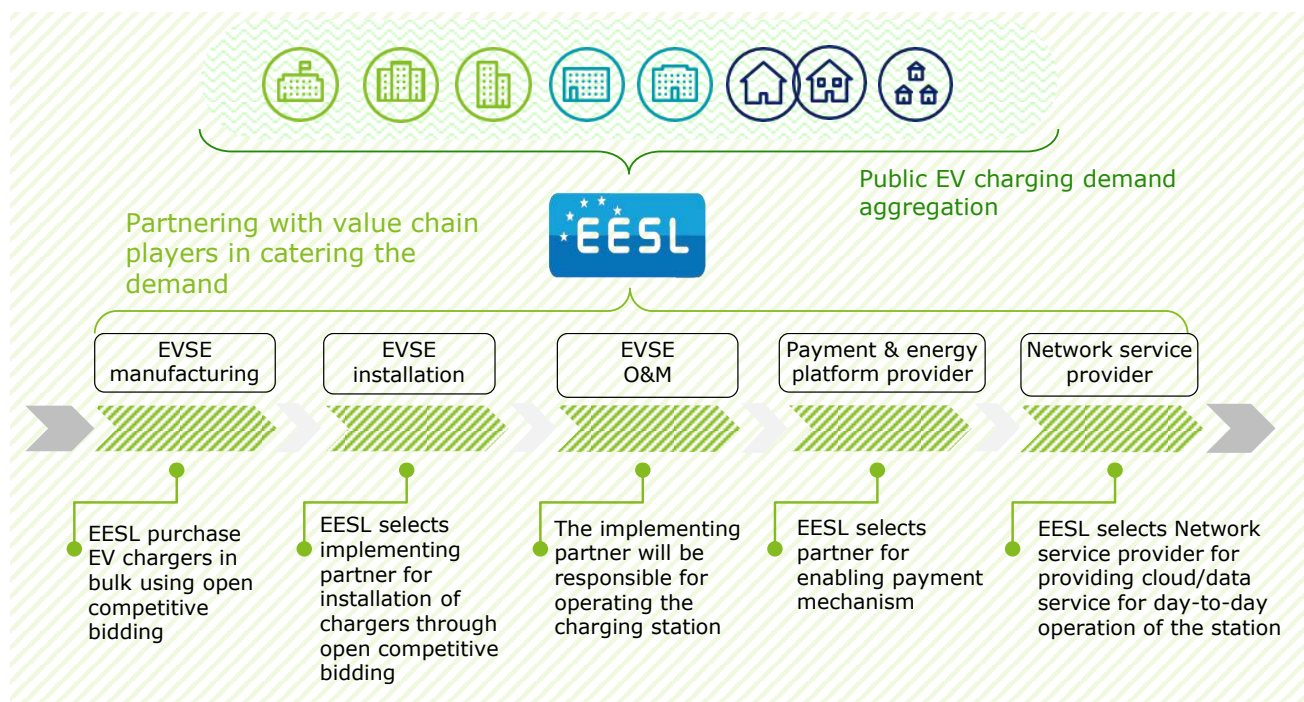 Public EV charging demand
aggregation
EESL
Partnering with value chain
players in catering the
demand
EVSE
manufacturing
EVSE
installation
EVSE
O&M
Payment & energy
platform provider
Network service
provider
EESL purchase
EV chargers in
bulk using open
competitive
bidding
EESL selects
implementing
partner for
installation of
chargers through
open competitive
bidding
The implementing
partner will be
responsible for
operating the
charging station
EESL selects
partner for
enabling payment
mechanism
EESL selects Network
service provider for
providing cloud/data
service for day-to-day
operation of the station